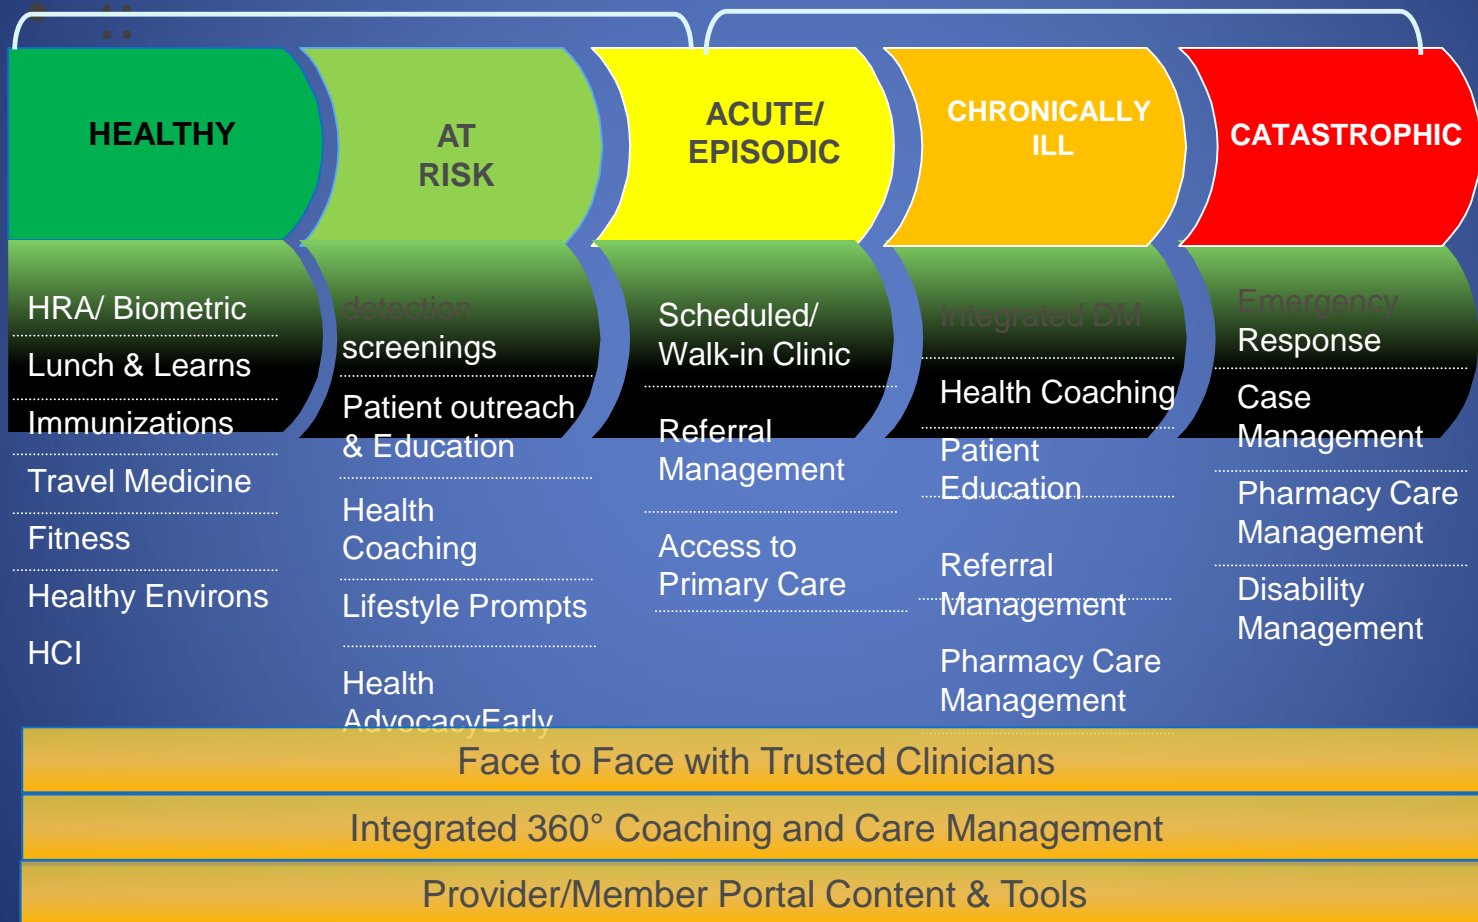 HEALTHY
AT
RISK
ACUTE/
EPISODIC
CHRONICALLY
ILL
CATASTROPHIC
HRA/ Biometric
Lunch & Learns
Immunizations
Travel Medicine
Fitness
Healthy Environs
HCI
detection
screenings
Patient outreach
& Education
Health
Coaching
Lifestyle Prompts
Health
AdvocacyEarly
Scheduled/
Walk-in Clinic
Referral
Management
Access to
Primary Care
Integrated DM
Health Coaching
Patient
Education
Referral
Management
Pharmacy Care
Management
Emergency
Response
Case
Management
Pharmacy Care
Management
Disability
Management
Face to Face with Trusted Clinicians
Integrated 360° Coaching and Care Management
Provider/Member Portal Content & Tools